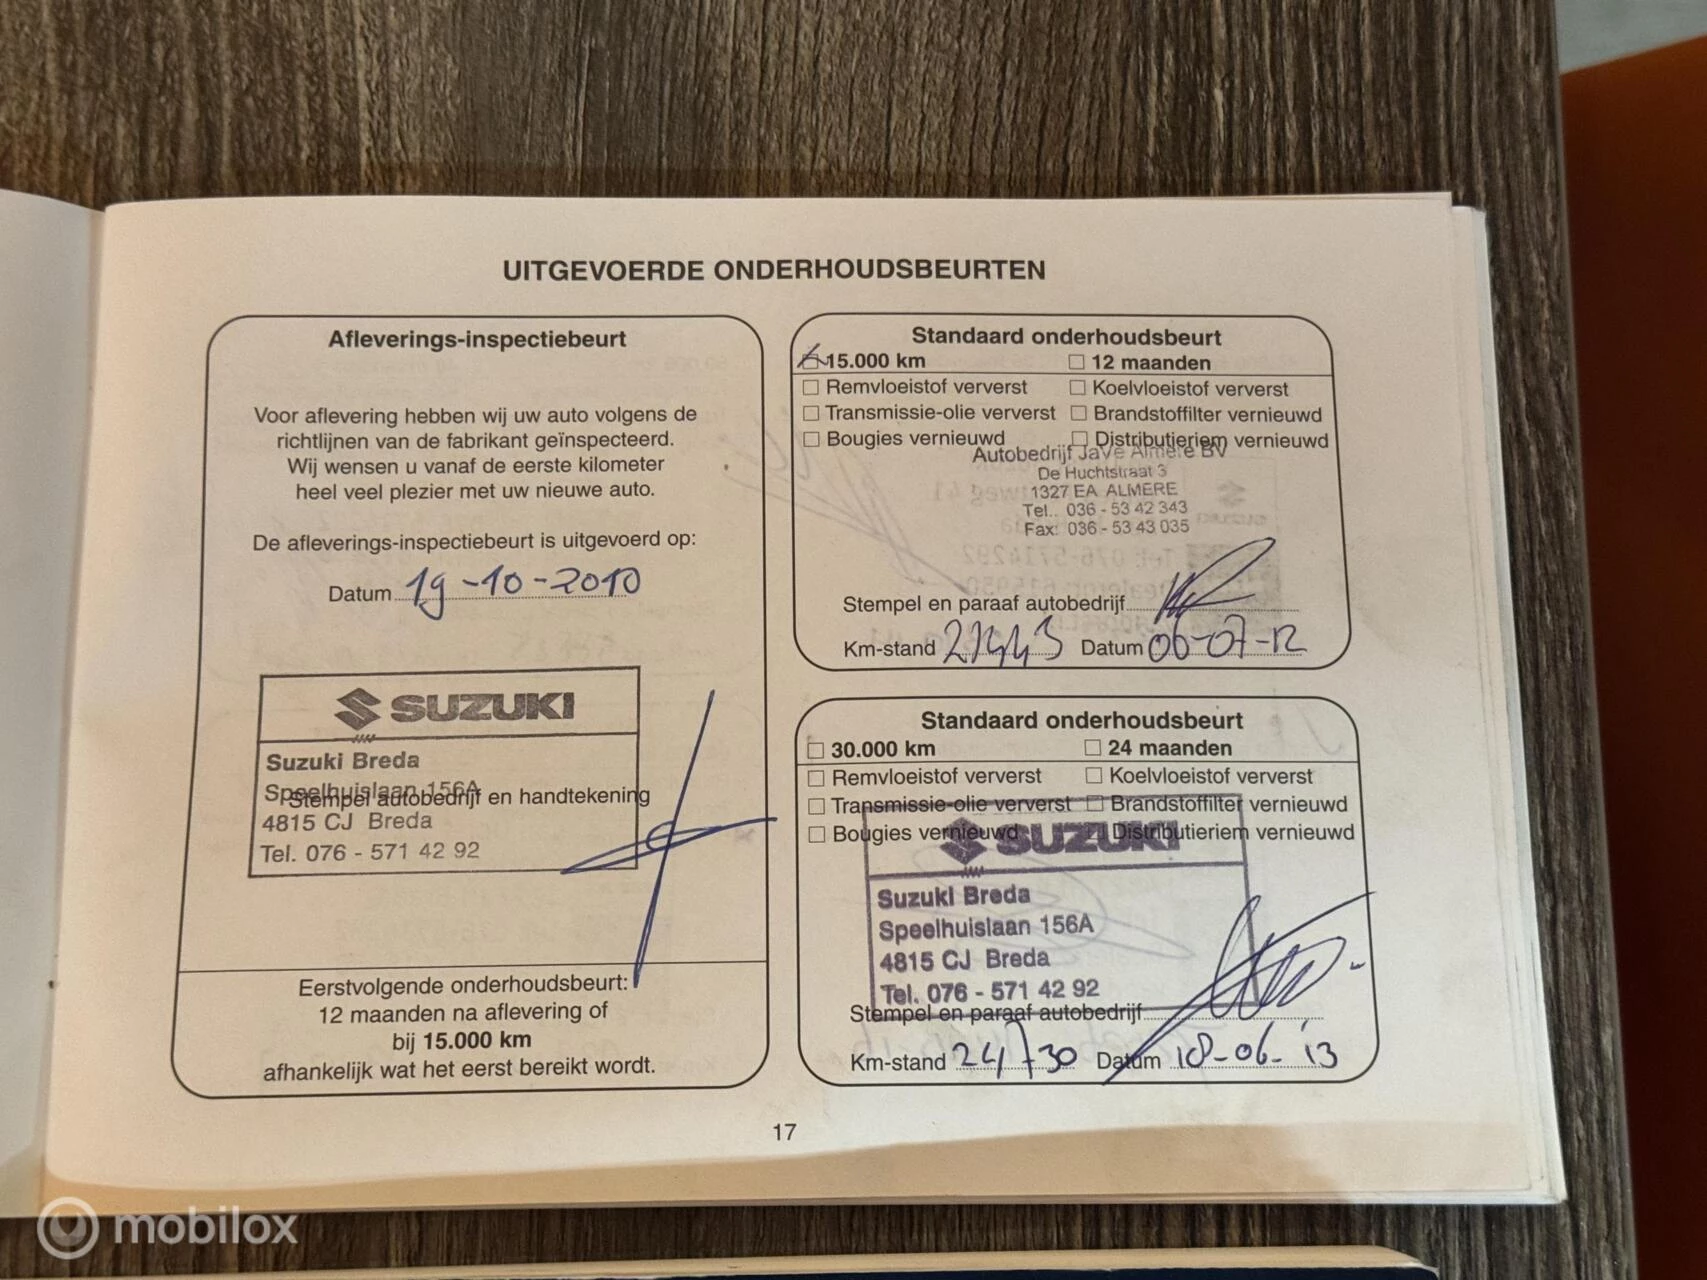 UITGEVOERDE ONDERHOUDSBEURTEN
Afleverings-inspectiebeurt
Voor aflevering hebben wij uw auto volgens de
richtlijnen van de fabrikant geïnspecteerd.
Wij wensen u vanaf de eerste kilometer
heel veel plezier met uw nieuwe auto.
De afleverings-inspectiebeurt is uitgevoerd op:
Datum 19-10-2010
SUZUKI
Suzuki Breda
Speelhuislaan 156A
Stempel autobedrijf en handtekening
4815 CJ Breda
Tel. 076 - 571 42 92
Eerstvolgende onderhoudsbeurt:
12 maanden na aflevering of
bij 15.000 km
afhankelijk wat het eerst bereikt wordt.
Standaard onderhoudsbeurt
15.000 km 12 maanden
Remvloeistof ververst Koelvloeistof ververst
Transmissie-olie ververst Brandstoffilter vernieuwd
Bougies vernieuwd Distributieriem vernieuwd
Autobedrijf JaVé Almere BV
De Huchtstraat 3
1327 EA ALMERE
Tel.. 036 - 53 42 343
Fax: 036 - 53 43 035
Stempel en paraaf autobedrijf
Km-stand Datum 06-07-12
Standaard onderhoudsbeurt
30.000 km 24 maanden
Remvloeistof ververst Koelvloeistof ververst
Transmissie-olie ververst Brandstoffilter vernieuwd
Bougies vernieuwd Distributieriem vernieuwd
SUZUKI
Suzuki Breda
Speelhuislaan 156A
4815 CJ Breda
Tel. 076 - 571 42 92
Stempel en paraaf autobedrijf
Km-stand Datum 18-06-13
17
mobilox